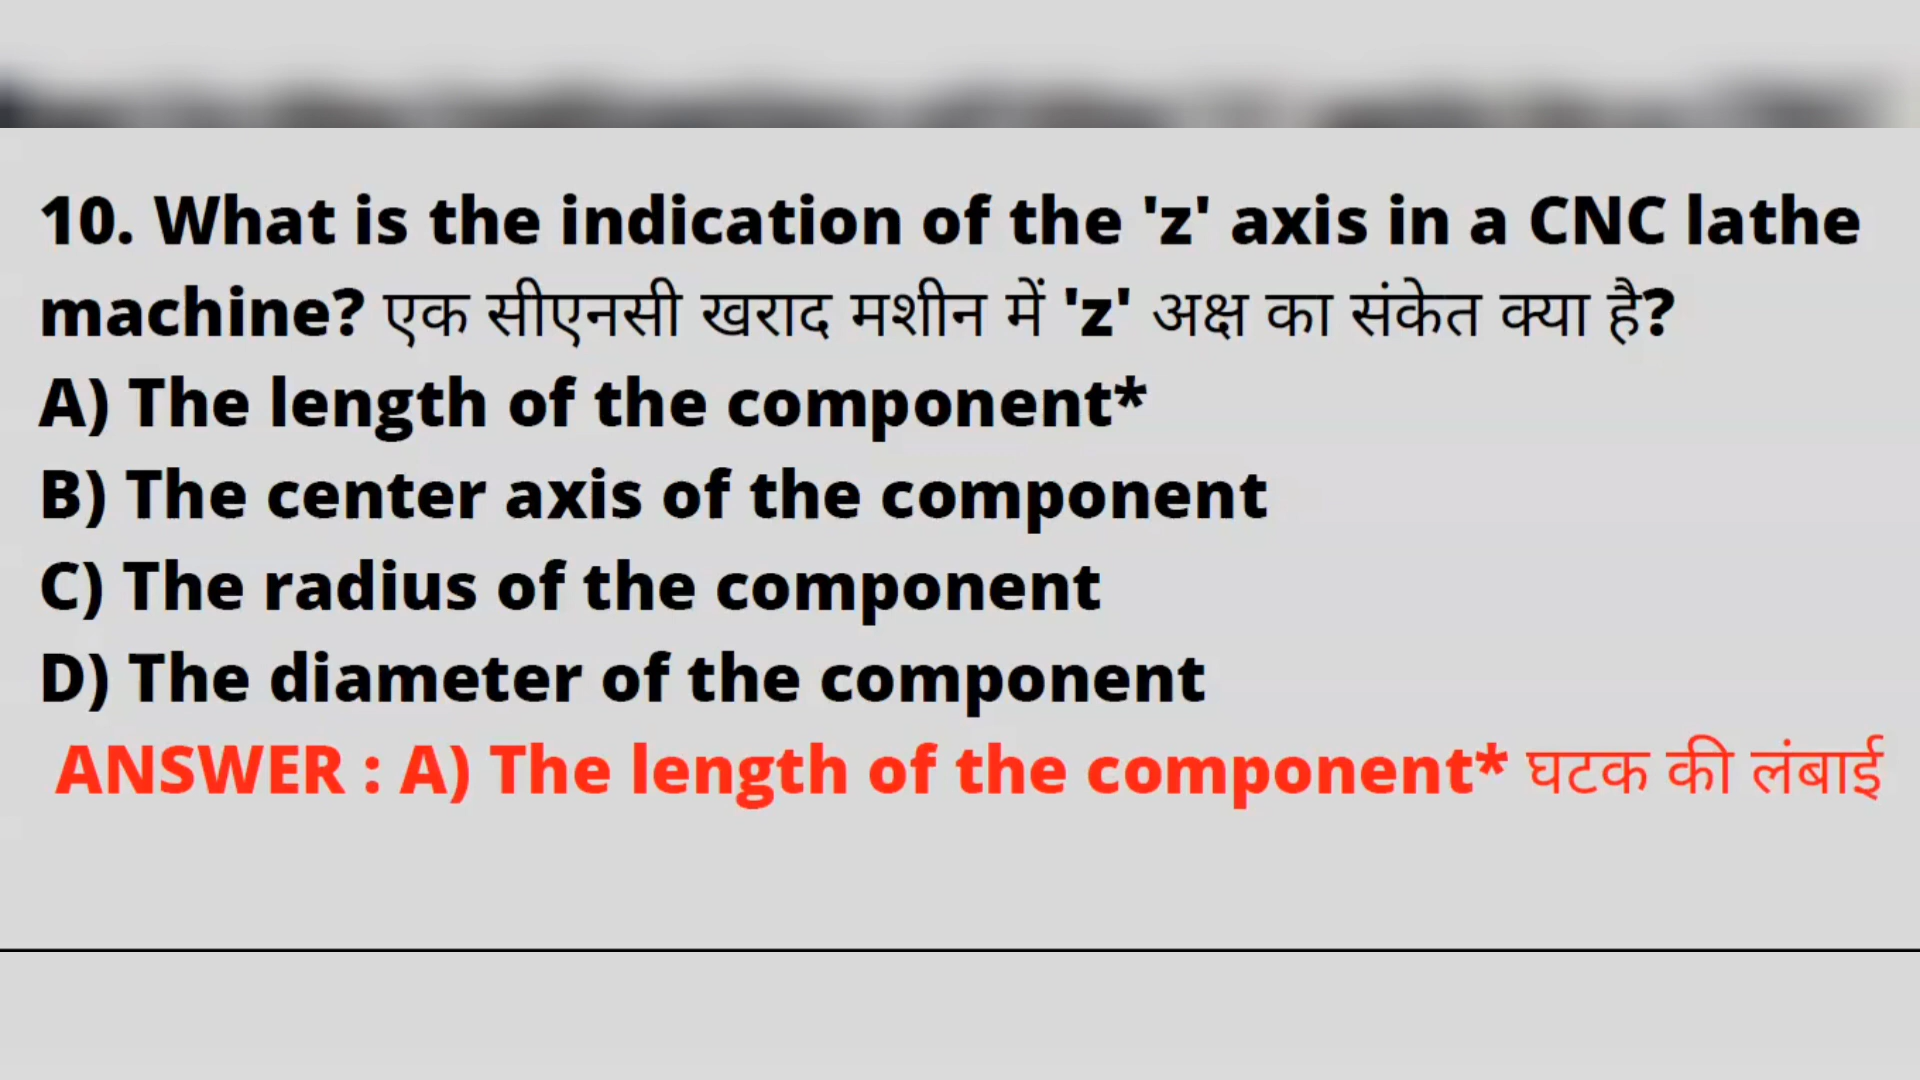 10. What is the indication of the 'z' axis in a CNC lathe
machine? एक सीएनसी खराद मशीन में 'z' अक्ष का संकेत क्या है?
A) The length of the component*
B) The center axis of the component
C) The radius of the component
D) The diameter of the component
ANSWER : A) The length of the component* घटक की लंबाई